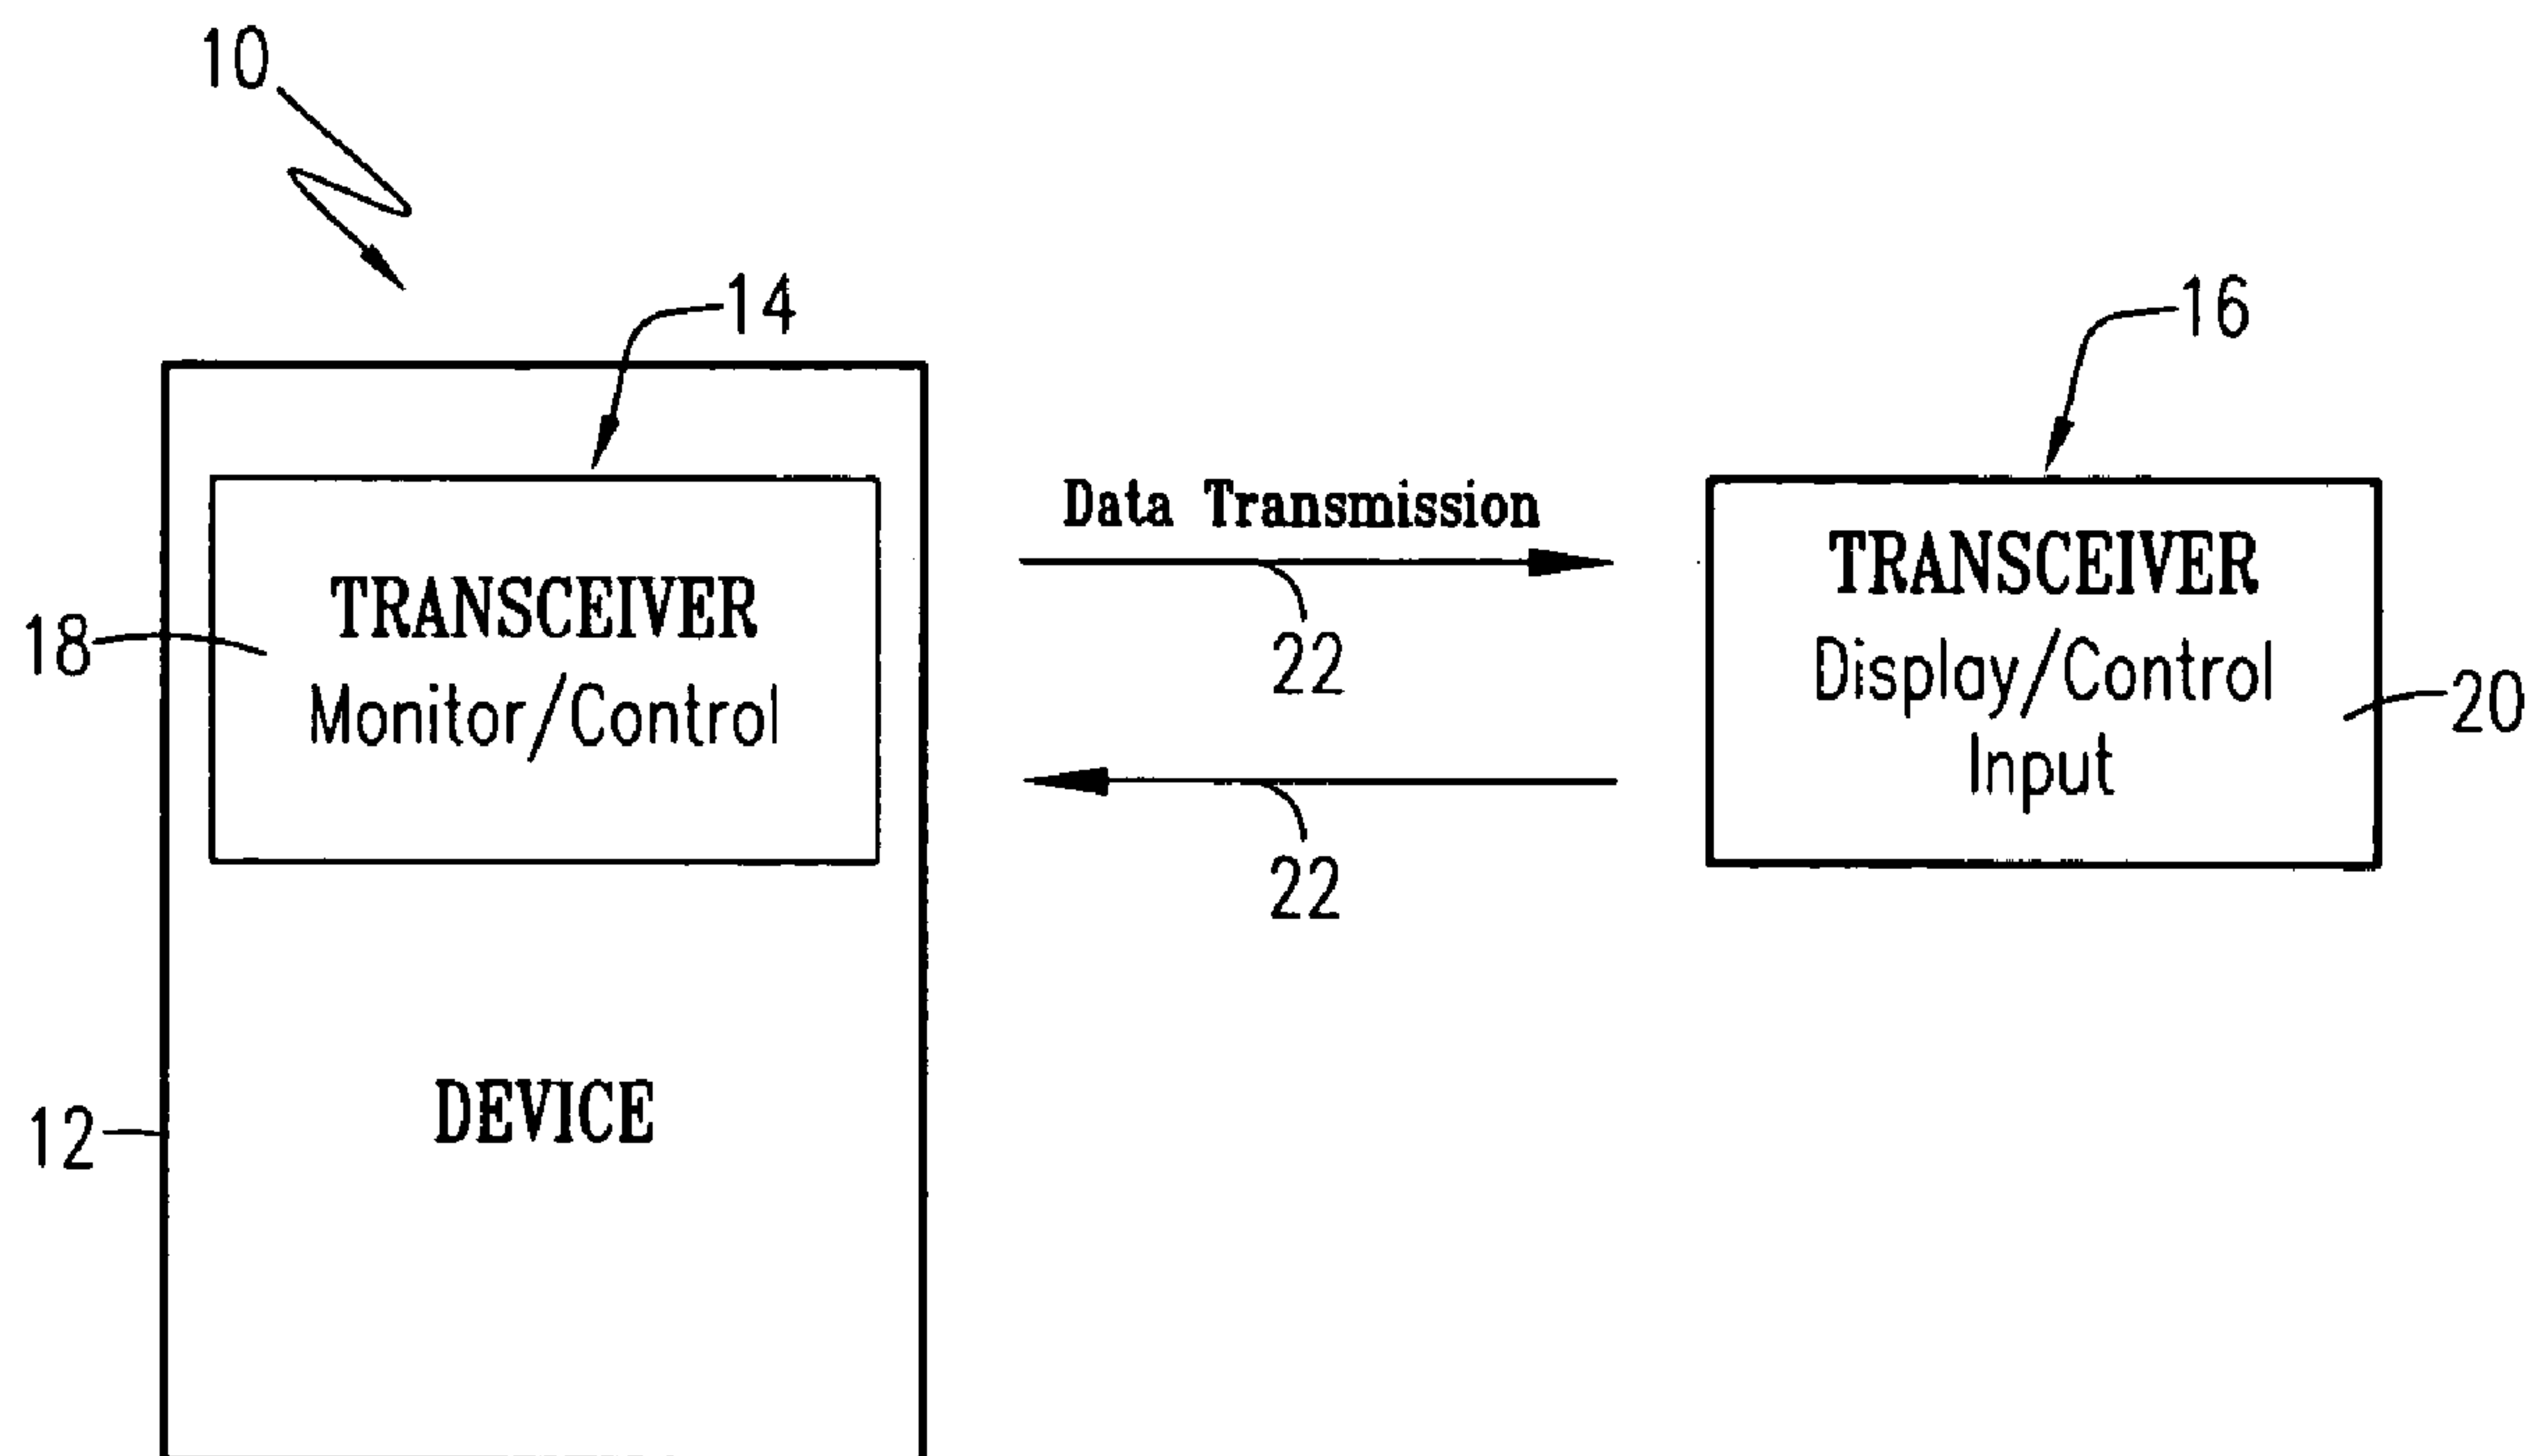 10
14
16
Data Transmission
TRANSCEIVER
Monitor/Control
18
22
TRANSCEIVER
Display/Control
Input
20
22
DEVICE
12